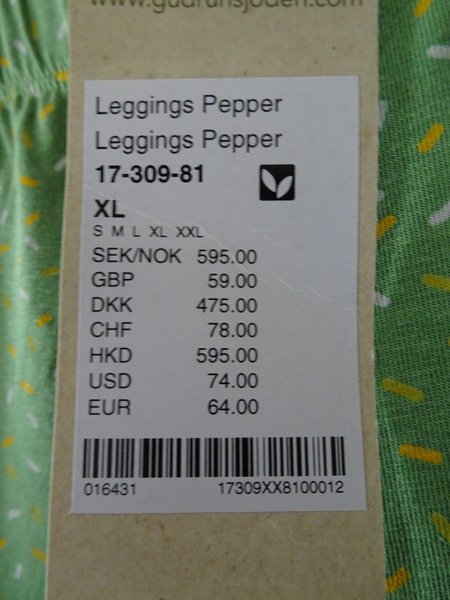 www.gudrunsjoden.com
Leggings Pepper
Leggings Pepper
17-309-81
XL
S M L XL XXL
SEK/NOK 595.00
GBP 59.00
DKK 475.00
CHF 78.00
HKD 595.00
USD 74.00
EUR 64.00
016431 17309XX8100012